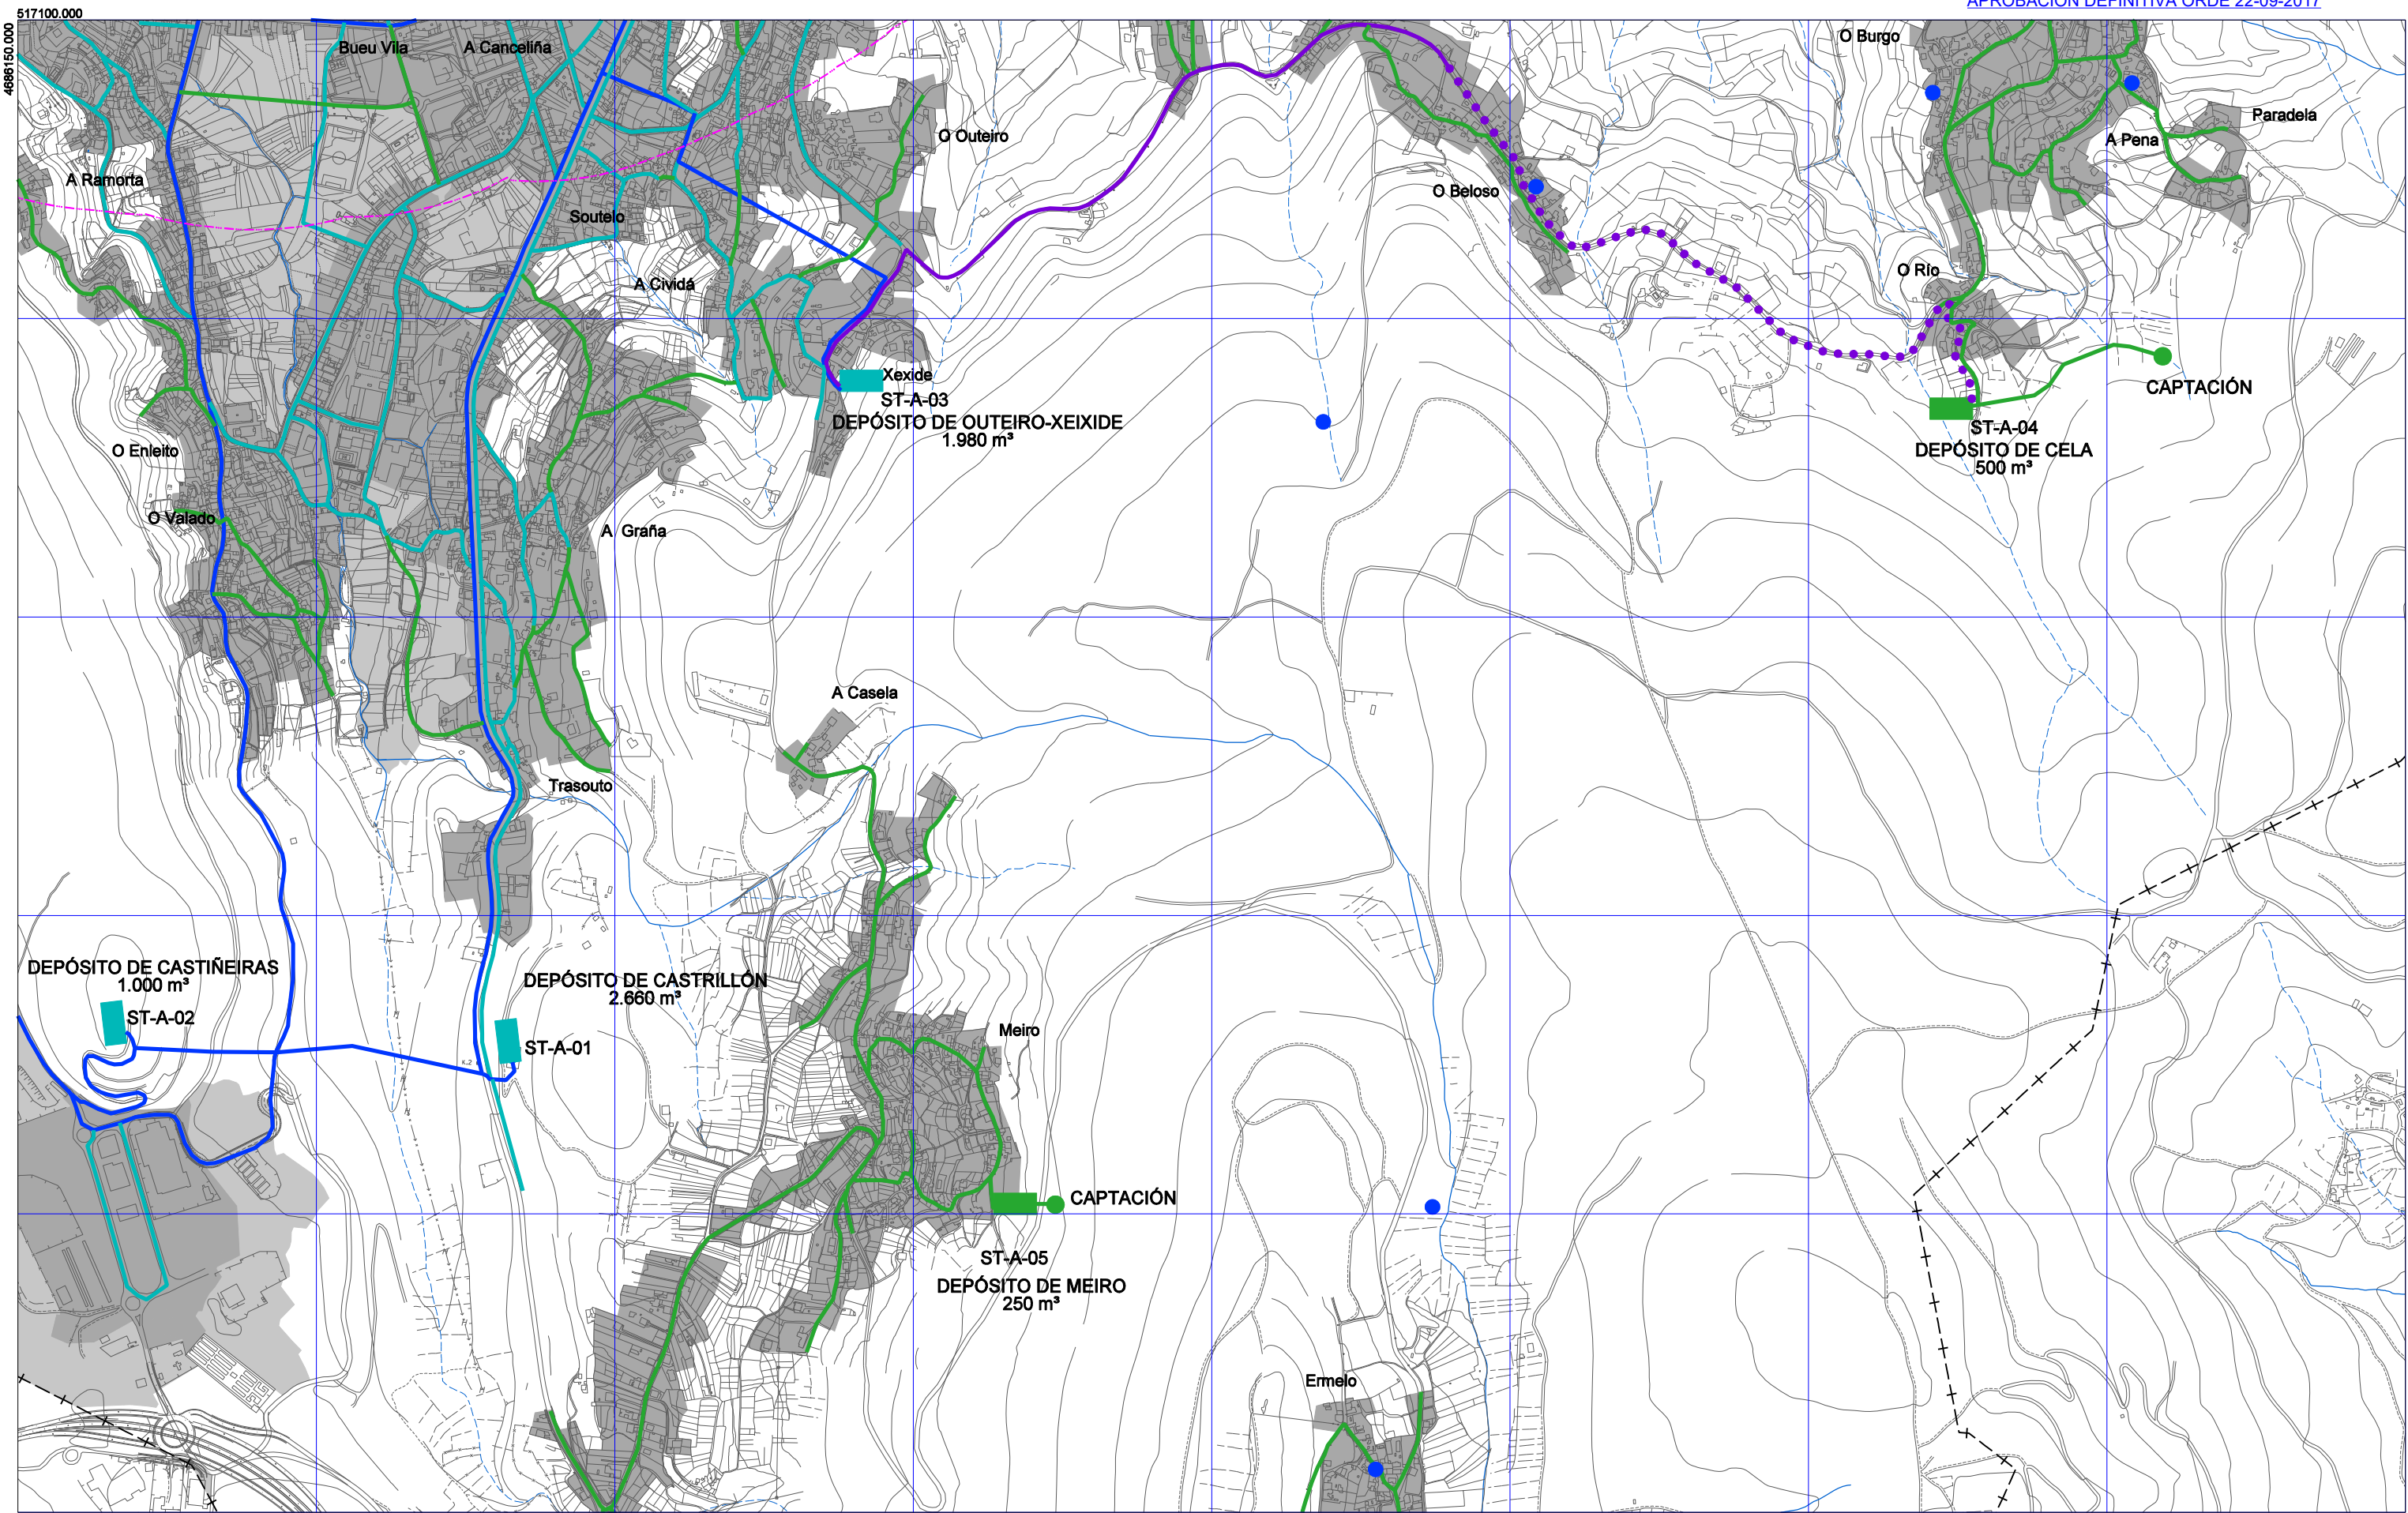 517100.000
APROBACIÓN DEFINITIVA ORDE 22-09-2017
4686150.000
Bueu Vila
A Canceliña
O Burgo
O Outeiro
Paradela
A Pena
A Ramorta
O Beloso
Soutelo
A Cividá
O Río
Xexide
ST-A-03
DEPÓSITO DE OUTEIRO-XEIXIDE
1.980 m³
CAPTACIÓN
ST-A-04
DEPÓSITO DE CELA
500 m³
O Enleito
O Valado
A Graña
A Casela
Trasouto
DEPÓSITO DE CASTIÑEIRAS
1.000 m³
ST-A-02
DEPÓSITO DE CASTRILLÓN
2.660 m³
ST-A-01
K.2
Meiro
CAPTACIÓN
ST-A-05
DEPÓSITO DE MEIRO
250 m³
Ermelo